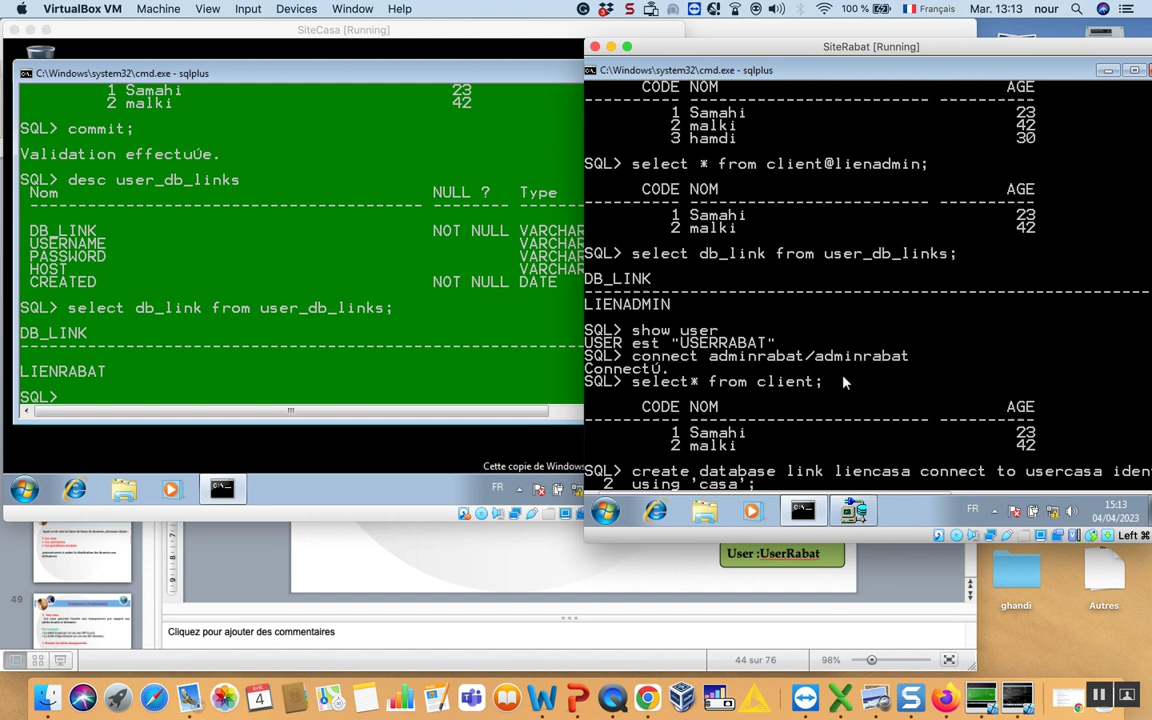 VirtualBox VM Machine View Input Devices Window Help
100 % Français Mar. 13:13 nour
SiteCasa [Running]
C:\Windows\system32\cmd.exe - sqlplus
1 Samahi 23
2 malki 42
SQL> commit;
Validation effectuÚe.
SQL> desc user_db_links
Nom NULL ? Type
DB_LINK NOT NULL VARCHAR
USERNAME VARCHAR
PASSWORD VARCHAR
HOST VARCHAR
CREATED NOT NULL DATE
SQL> select db_link from user_db_links;
DB_LINK
LIENRABAT
SQL>
Cette copie de Windows
FR
SiteRabat [Running]
C:\Windows\system32\cmd.exe - sqlplus
CODE NOM AGE
1 Samahi 23
2 malki 42
3 hamdi 30
SQL> select * from client@lienadmin;
CODE NOM AGE
1 Samahi 23
2 malki 42
SQL> select db_link from user_db_links;
DB_LINK
LIENADMIN
SQL> show user
USER est "USERRABAT"
SQL> connect adminrabat/adminrabat
ConnectÚ.
SQL> select* from client;
CODE NOM AGE
1 Samahi 23
2 malki 42
SQL> create database link liencasa connect to usercasa iden
2 using 'casa';
FR
15:13
04/04/2023
Left ⌘
User :UserRabat
49
Cliquez pour ajouter des commentaires
44 sur 76 98%
ghandi
Autres
AVR.
4